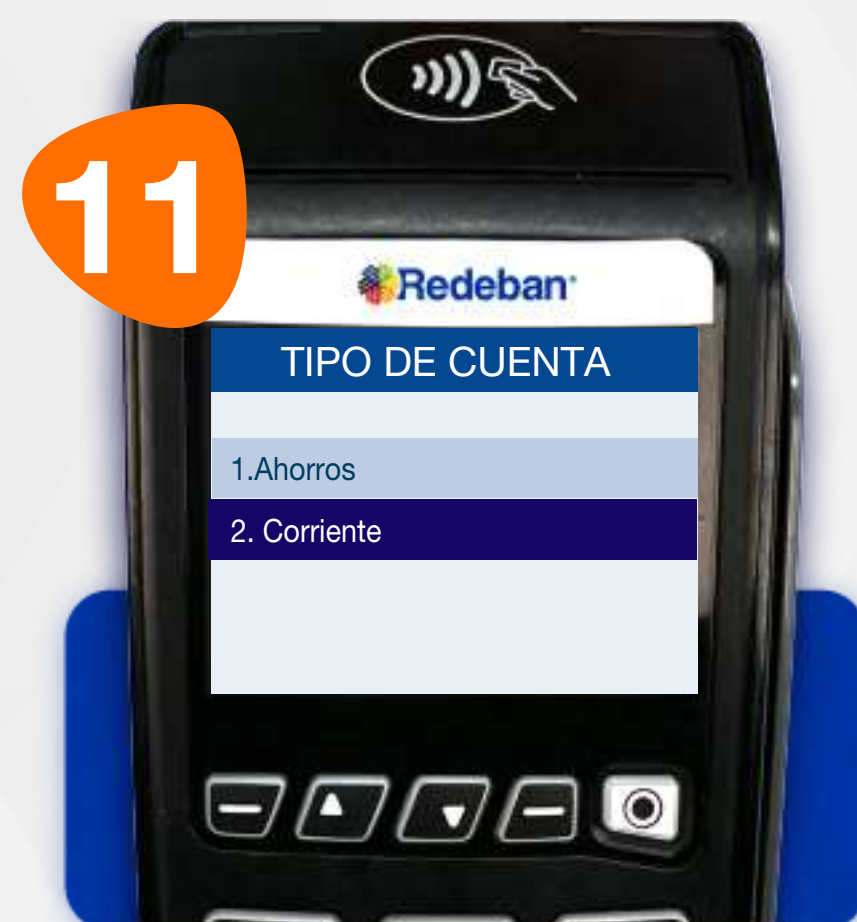 11
Redeban
TIPO DE CUENTA
1.Ahorros
2. Corriente